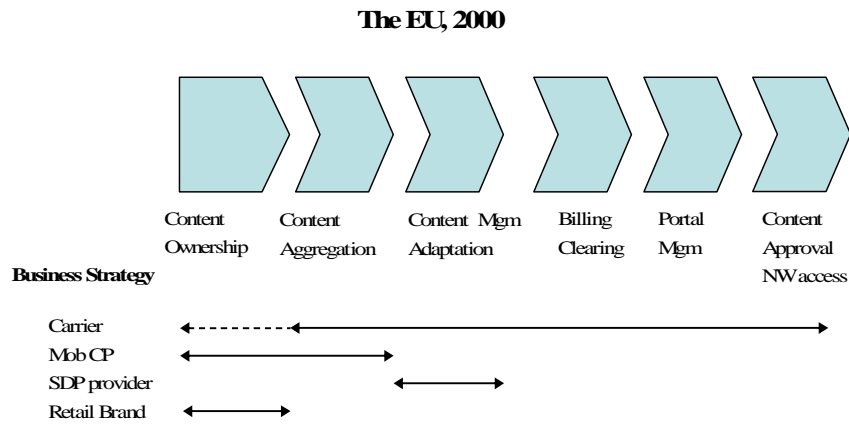 The EU, 2000
Content Ownership
Content Aggregation
Content Mgm Adaptation
Billing Clearing
Portal Mgm
Content Approval NW access
Business Strategy
Carrier
Mob CP
SDP provider
Retail Brand